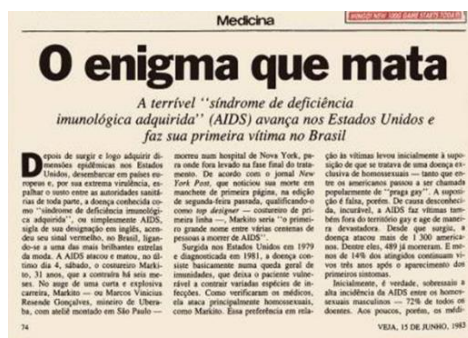 Medicina
O enigma que mata
A terrível "síndrome de deficiência
imunológica adquirida" (AIDS) avança nos Estados Unidos e
faz sua primeira vítima no Brasil
Depois de surgir e logo adquirir di-
mensões epidêmicas nos Estados
Unidos, desembarcar em países eu-
ropeus e, por sua extrema virulência, es-
palhar o susto entre as autoridades sanitá-
rias de toda parte, a doença conhecida co-
mo "síndrome de deficiência imunológi-
ca adquirida", ou simplesmente AIDS,
sigla de sua designação em inglês, acen-
deu seu sinal vermelho, no Brasil, ligan-
do-se a uma das mais brilhantes estrelas
da moda. A AIDS atacou e matou, no úl-
timo dia 4, sábado, o costureiro Marki-
to, 31 anos, que a contraíra há seis me-
ses. No auge de uma curta e explosiva
carreira, Markito — ou Marcus Vinicius
Resende Gonçalves, mineiro de Ubera-
ba, com ateliê montado em São Paulo —
morreu num hospital de Nova York, pa-
ra onde fora levado na fase final do trata-
mento. De acordo com o jornal New
York Post, que noticiou sua morte em
manchete de primeira página, na edição
de segunda-feira passada, qualificando-o
como top designer — costureiro de pri-
meira linha —, Markito seria "o primei-
ro grande nome entre várias centenas de
pessoas a morrer de AIDS".
Surgida nos Estados Unidos em 1979
e diagnosticada em 1981, a doença con-
siste basicamente numa queda geral de
imunidades, que deixa o paciente vulne-
rável a contrair variadas espécies de in-
fecções. Como verificaram os médicos,
ela ataca principalmente homossexuais,
como Markito. Essa preferência em rela-
ção às vítimas levou inicialmente à supo-
sição de que se tratava de uma doença ex-
clusiva de homossexuais — tanto que en-
tre os americanos passou a ser chamada
popularmente de "praga gay". A suposi-
ção é falsa, porém. De causa desconheci-
da, incurável, a AIDS faz vítimas tam-
bém fora do território gay e age de manei-
ra devastadora. Desde que surgiu, a
doença atacou mais de 1 300 america-
nos. Dentre eles, 489 já morreram. E me-
nos de 14% dos atingidos continuam vi-
vos três anos após o aparecimento dos
primeiros sintomas.
Inicialmente, é verdade, sobressaía a
alta incidência da AIDS entre os homos-
sexuais masculinos — 72% de todos os
doentes. Aos poucos, porém, os médi-
74
VEJA, 15 DE JUNHO, 1983